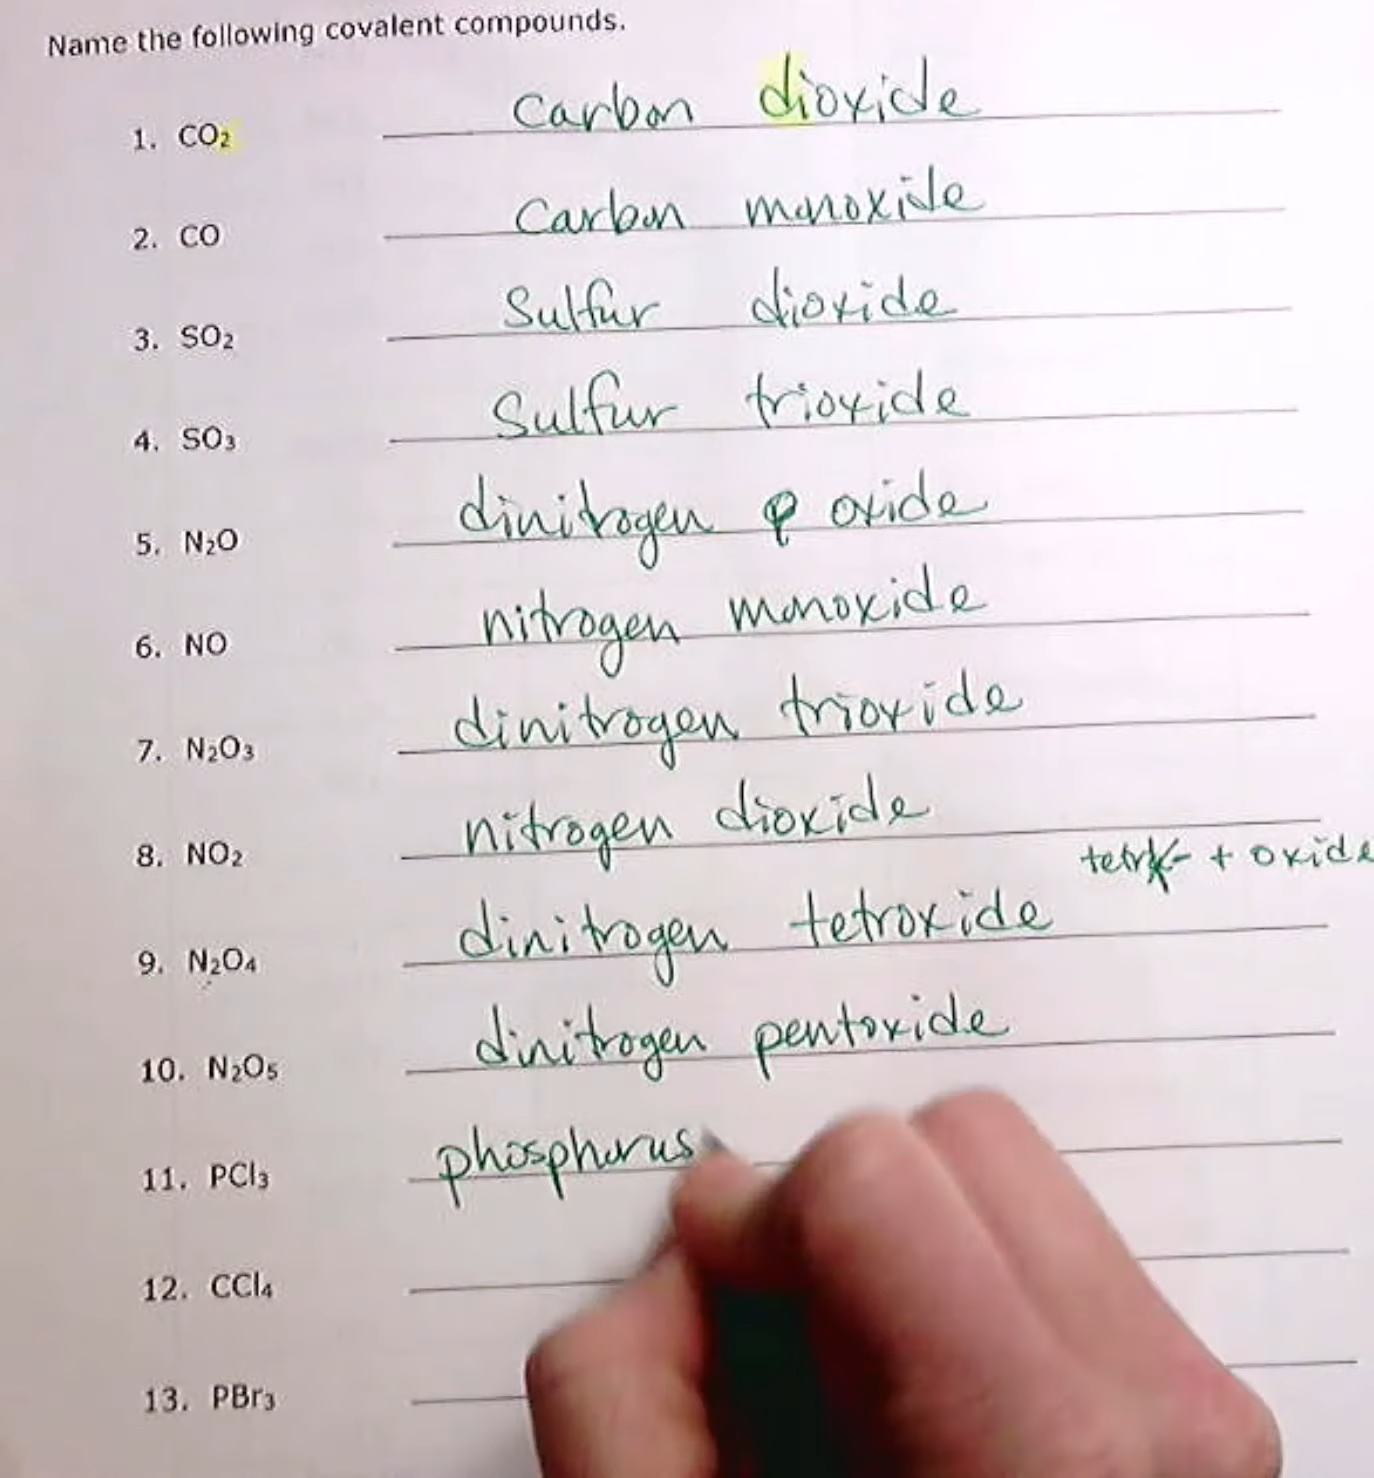 Name the following covalent compounds.
1. CO₂ Carbon dioxide
2. CO Carbon monoxide
3. SO₂ Sulfur dioxide
4. SO₃ Sulfur trioxide
5. N₂O dinitrogen oxide
6. NO nitrogen monoxide
7. N₂O₃ dinitrogen trioxide
8. NO₂ nitrogen dioxide
tetra- + oxide
9. N₂O₄ dinitrogen tetroxide
10. N₂O₅ dinitrogen pentoxide
11. PCl₃ phosphorus
12. CCl₄
13. PBr₃